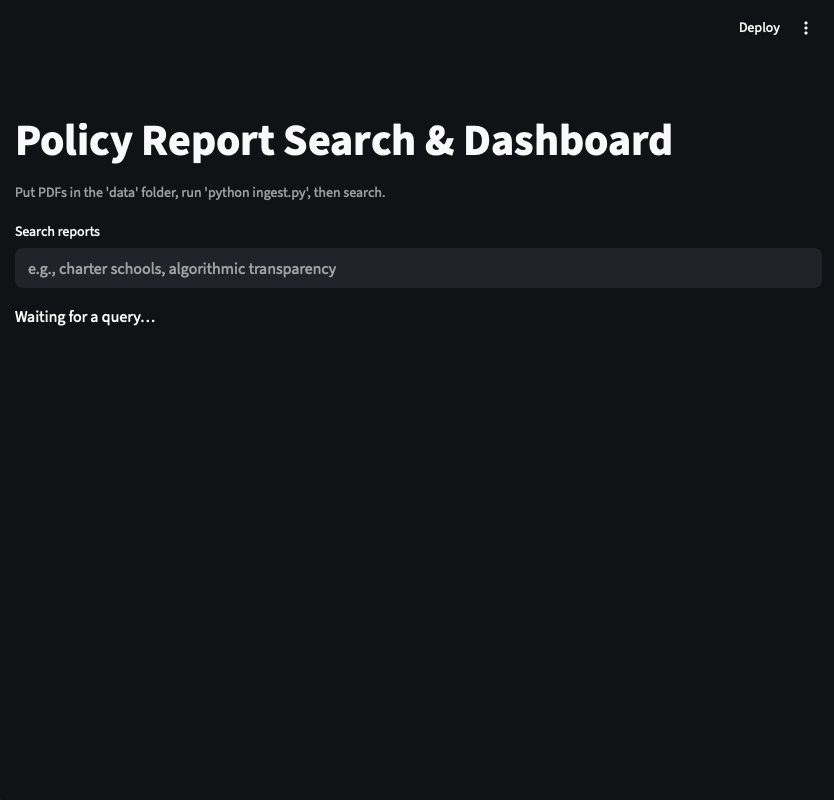 Deploy
Policy Report Search & Dashboard
Put PDFs in the 'data' folder, run 'python ingest.py', then search.
Search reports
e.g., charter schools, algorithmic transparency
Waiting for a query...